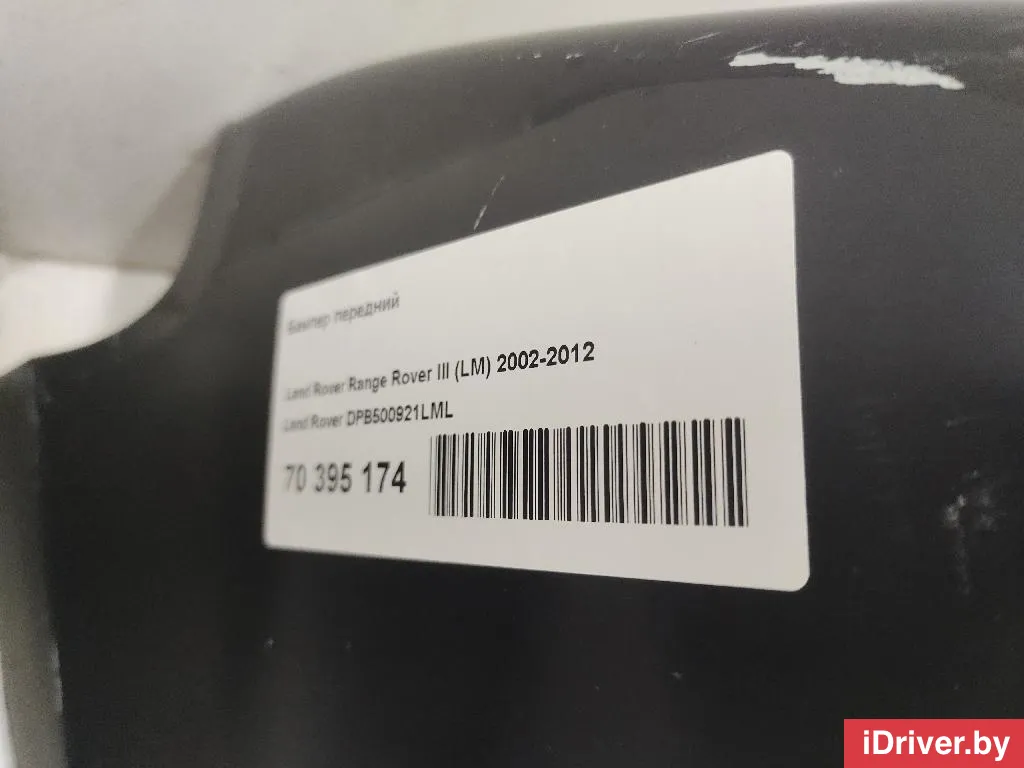 Бампер передний
Land Rover Range Rover III (LM) 2002-2012
Land Rover DPB500921LML
70 395 174
iDriver.by